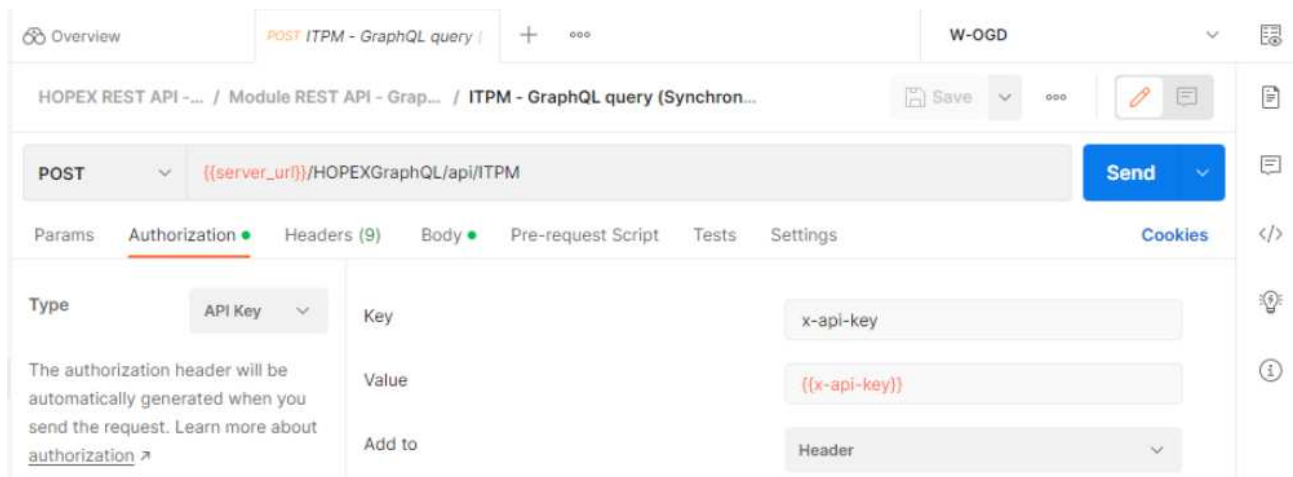 Overview
POST ITPM - GraphQL query (
W-OGD
HOPEX REST API -... / Module REST API - Grap... / ITPM - GraphQL query (Synchron...
Save
POST
{{server_url}}/HOPEXGraphQL/api/ITPM
Send
Params Authorization Headers (9) Body Pre-request Script Tests Settings Cookies
Type
API Key
The authorization header will be
automatically generated when you
send the request. Learn more about
authorization
Key
x-api-key
Value
{{x-api-key}}
Add to
Header